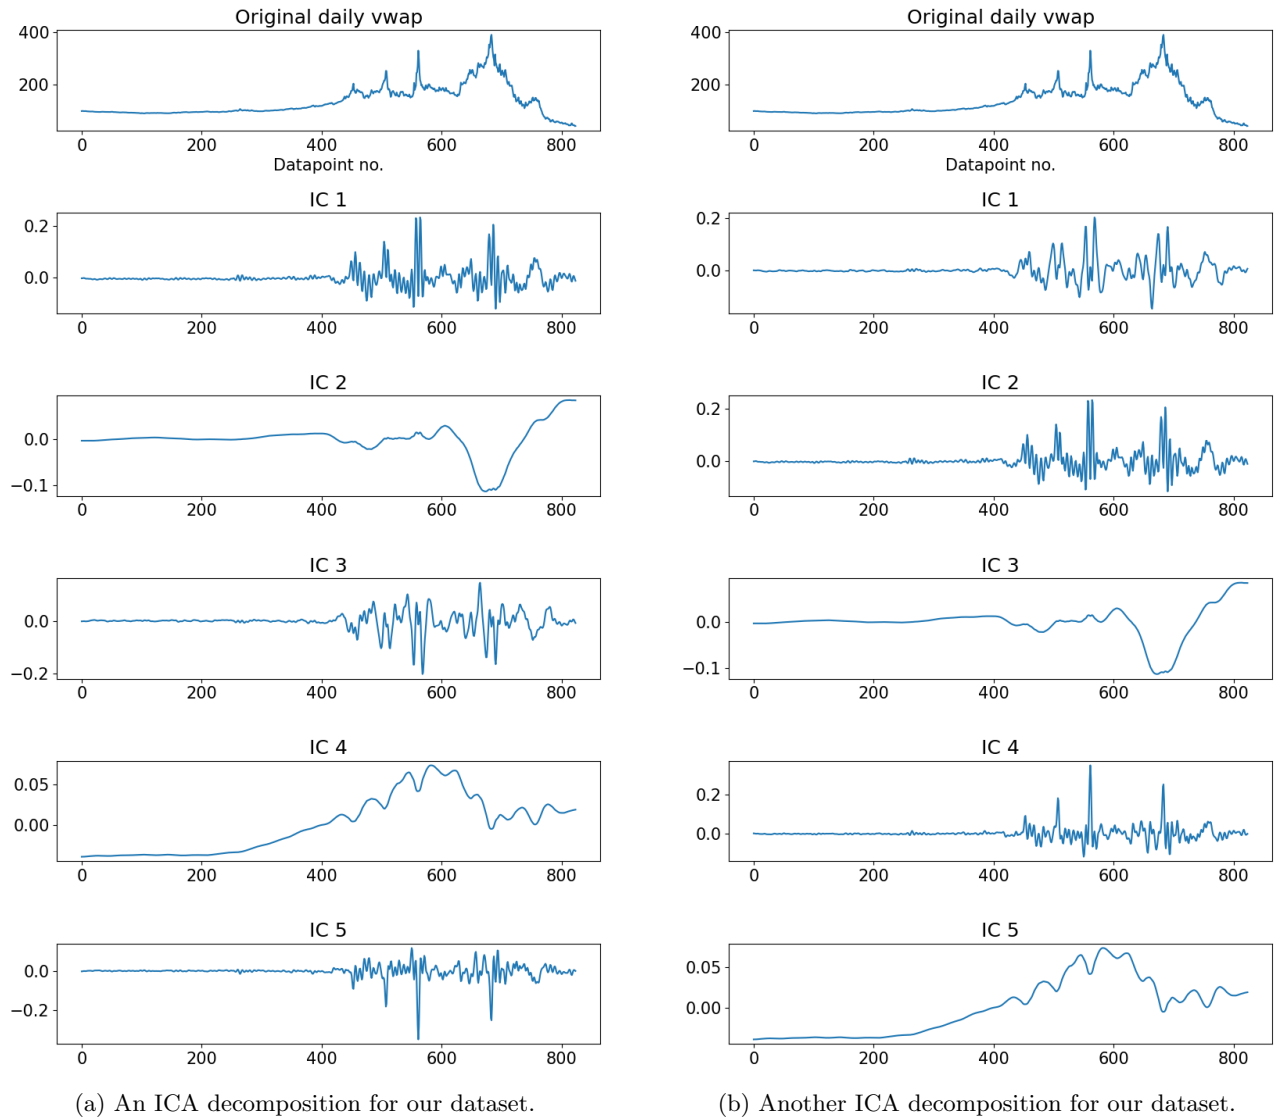 Original daily vwap
400
200
0 200 400 600 800
Datapoint no.
IC 1
0.2
0.0
0 200 400 600 800
IC 2
0.0
−0.1
0 200 400 600 800
IC 3
0.0
−0.2
0 200 400 600 800
IC 4
0.05
0.00
0 200 400 600 800
IC 5
0.0
−0.2
0 200 400 600 800
(a) An ICA decomposition for our dataset.
Original daily vwap
400
200
0 200 400 600 800
Datapoint no.
IC 1
0.2
0.0
0 200 400 600 800
IC 2
0.2
0.0
0 200 400 600 800
IC 3
0.0
−0.1
0 200 400 600 800
IC 4
0.2
0.0
0 200 400 600 800
IC 5
0.05
0.00
0 200 400 600 800
(b) Another ICA decomposition for our dataset.